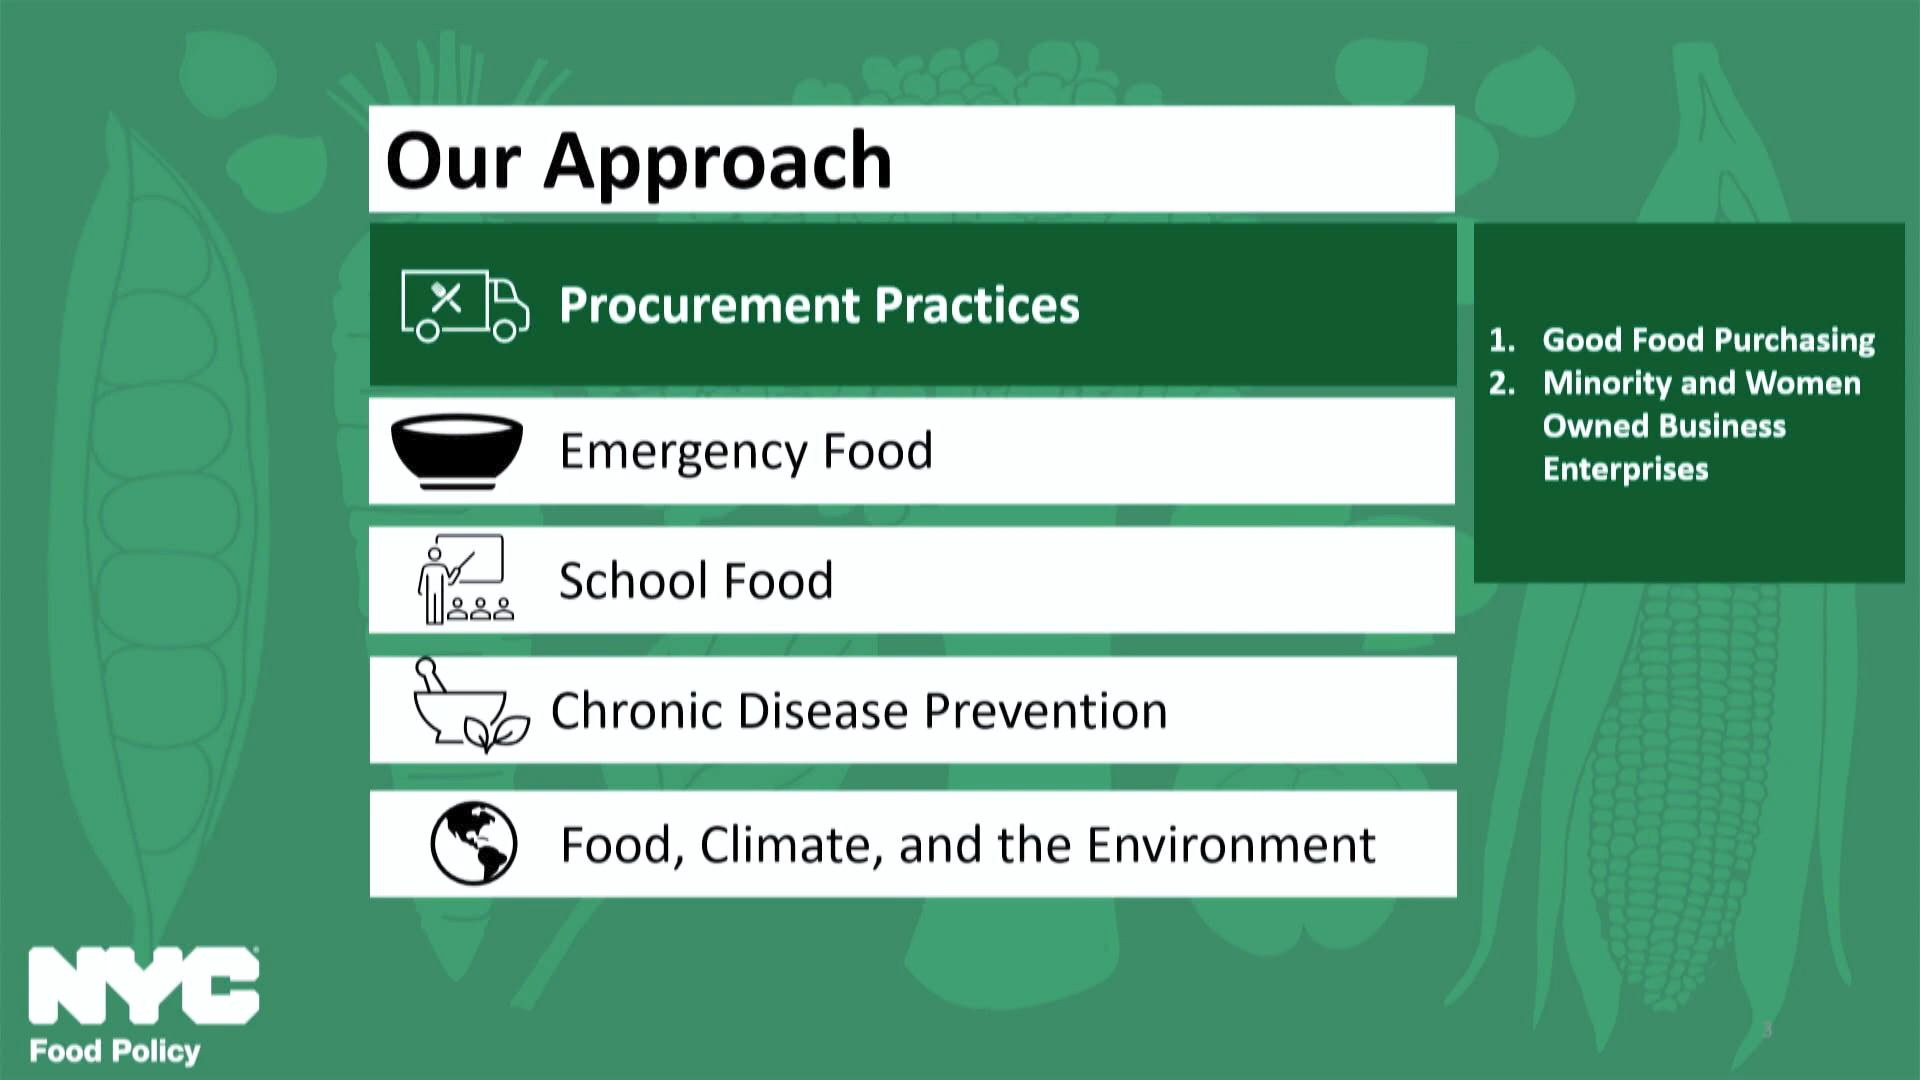 Our Approach
Procurement Practices
1. Good Food Purchasing
2. Minority and Women
Owned Business
Enterprises
Emergency Food
School Food
Chronic Disease Prevention
Food, Climate, and the Environment
NYC
Food Policy
3